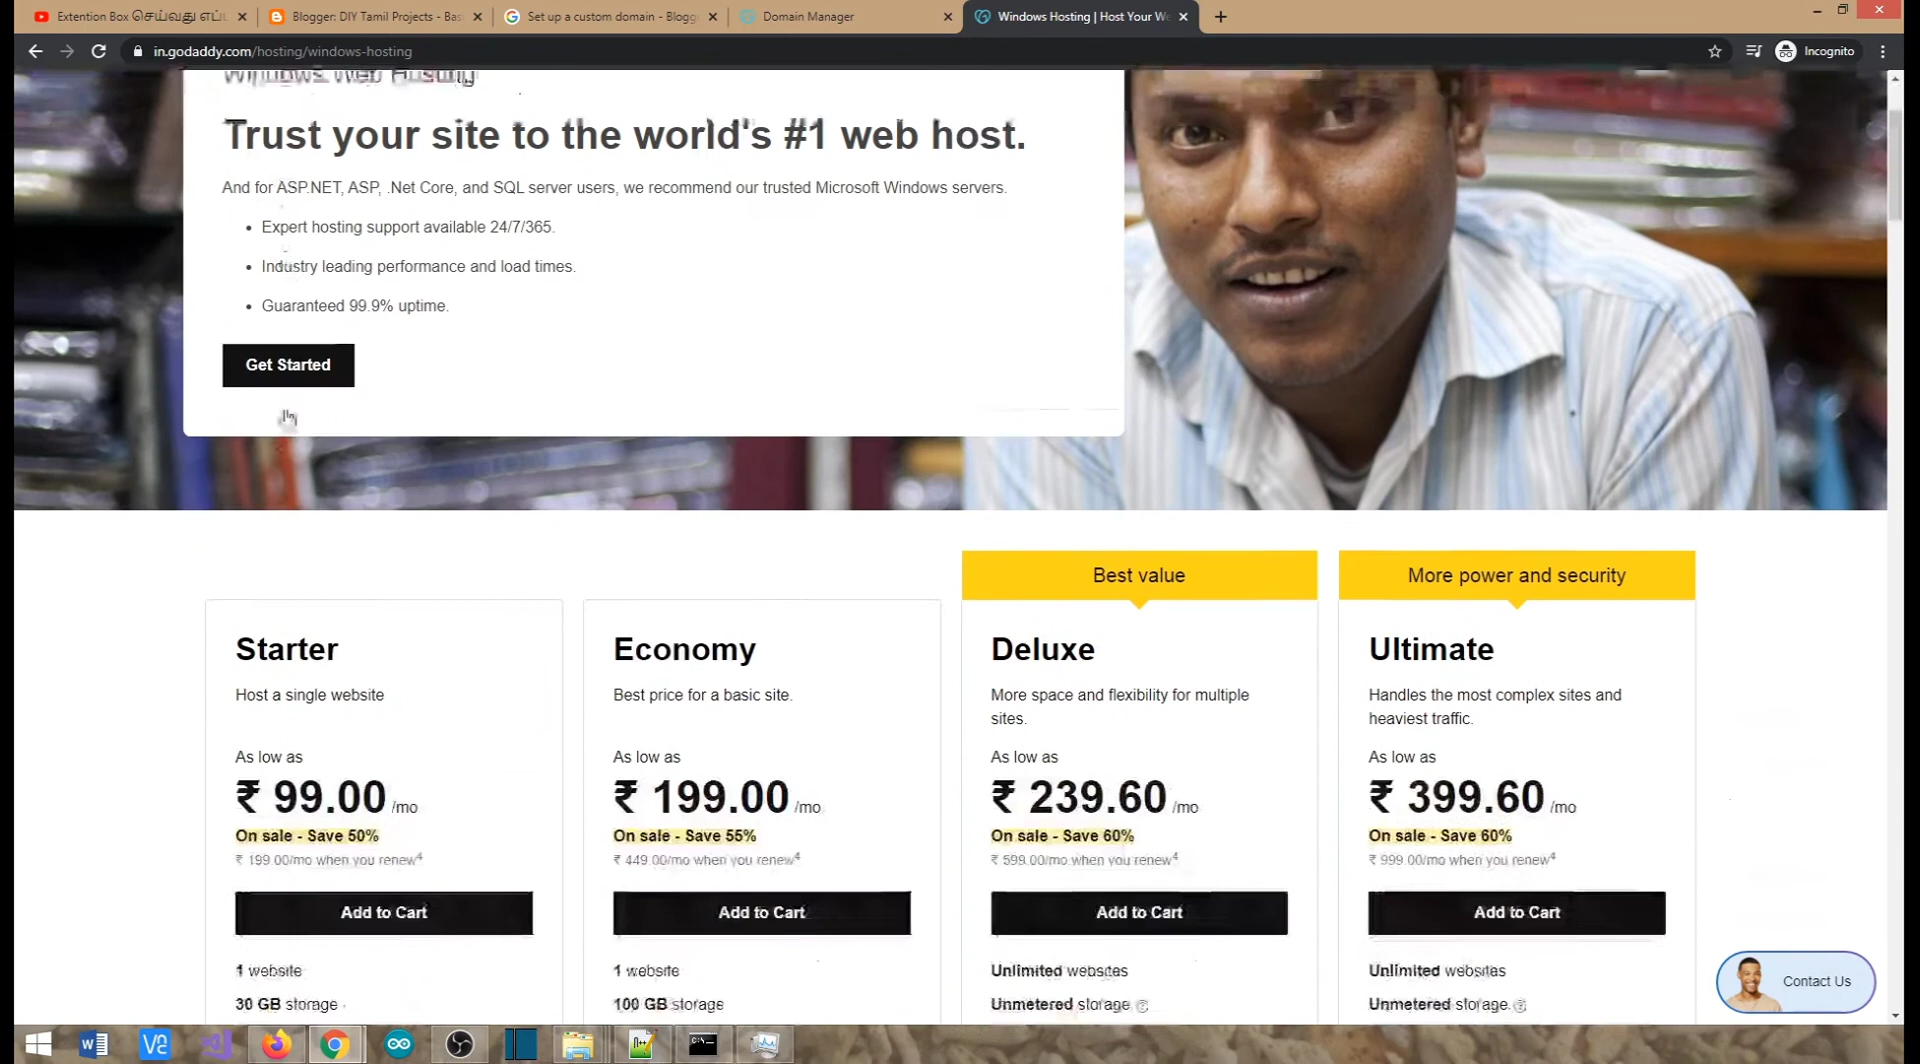 Extention Box செய்வது எப்ட
Blogger: DIY Tamil Projects - Bas
Set up a custom domain - Blogg
Domain Manager
Windows Hosting | Host Your We
in.godaddy.com/hosting/windows-hosting
Incognito
Windows Web Hosting
Trust your site to the world's #1 web host.
And for ASP.NET, ASP, .Net Core, and SQL server users, we recommend our trusted Microsoft Windows servers.
• Expert hosting support available 24/7/365.
• Industry leading performance and load times.
• Guaranteed 99.9% uptime.
Get Started
Best value
More power and security
Starter
Economy
Deluxe
Ultimate
Host a single website
Best price for a basic site.
More space and flexibility for multiple
sites.
Handles the most complex sites and
heaviest traffic.
As low as
As low as
As low as
As low as
₹ 99.00 /mo
₹ 199.00 /mo
₹ 239.60 /mo
₹ 399.60 /mo
On sale - Save 50%
On sale - Save 55%
On sale - Save 60%
On sale - Save 60%
₹ 199.00/mo when you renew4
₹ 449.00/mo when you renew4
₹ 599.00/mo when you renew4
₹ 999.00/mo when you renew4
Add to Cart
Add to Cart
Add to Cart
Add to Cart
1 website
1 website
Unlimited websites
Unlimited websites
30 GB storage
100 GB storage
Unmetered storage
Unmetered storage
Contact Us